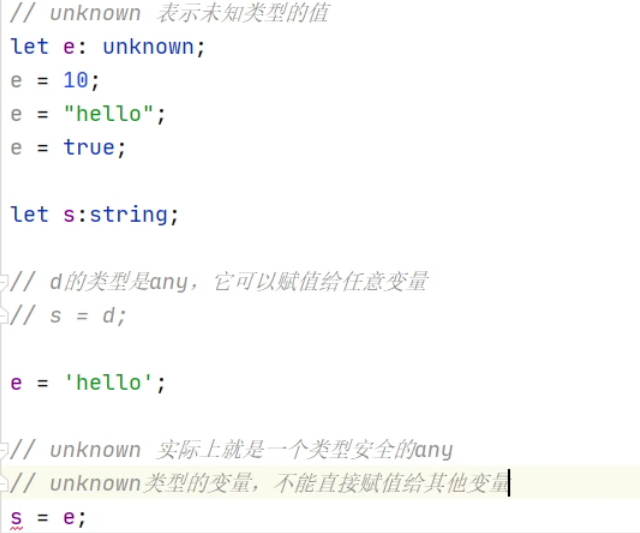 // unknown 表示未知类型的值
let e: unknown;
e = 10;
e = "hello";
e = true;
let s:string;
// d的类型是any，它可以赋值给任意变量
// s = d;
e = 'hello';
// unknown 实际上就是一个类型安全的any
// unknown类型的变量，不能直接赋值给其他变量
s = e;